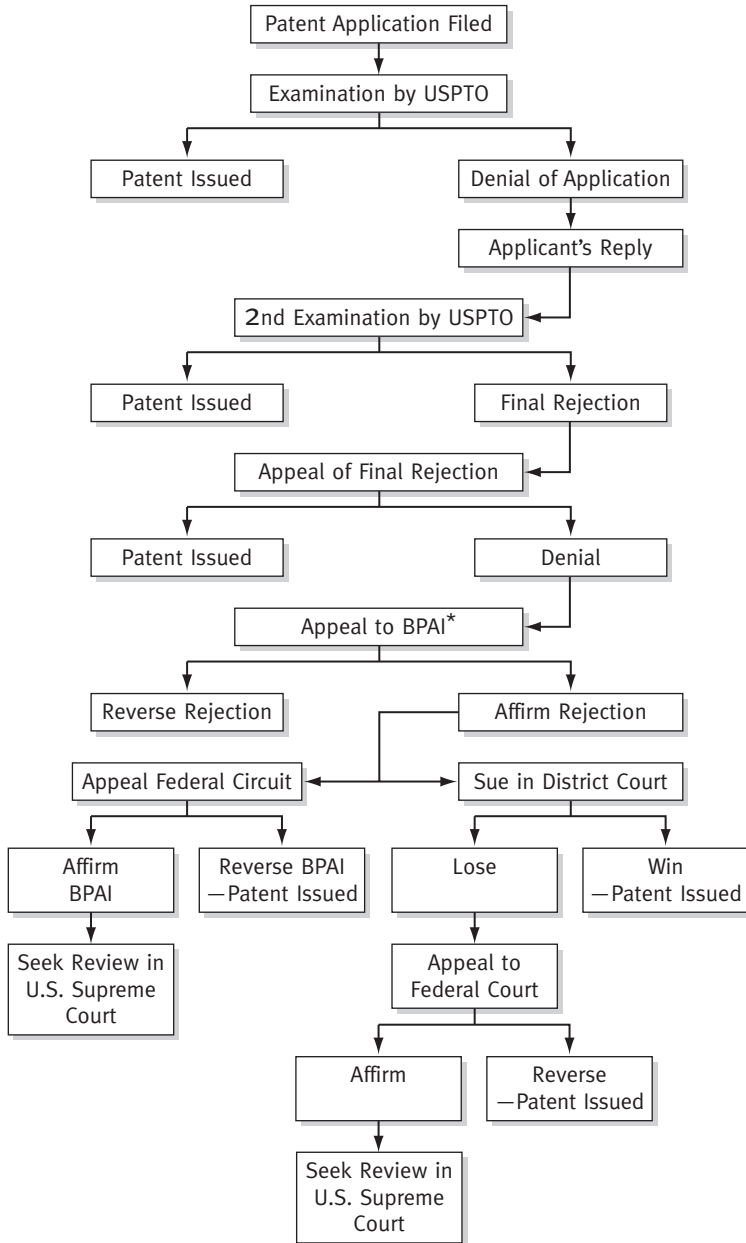 Patent Application Filed
Examination by USPTO
Patent Issued
Denial of Application
Applicant's Reply
2nd Examination by USPTO
Patent Issued
Final Rejection
Appeal of Final Rejection
Patent Issued
Denial
Appeal to BPAI*
Reverse Rejection
Affirm Rejection
Appeal Federal Circuit
Sue in District Court
Affirm
BPAI
Reverse BPAI
—Patent Issued
Lose
Win
—Patent Issued
Seek Review in
U.S. Supreme
Court
Appeal to
Federal Court
Affirm
Reverse
—Patent Issued
Seek Review in
U.S. Supreme
Court